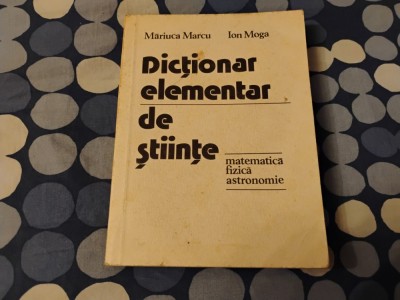 Măriuca Marcu Ion Moga
Dicționar
elementar
de
științe
matematică
fizică
astronomie